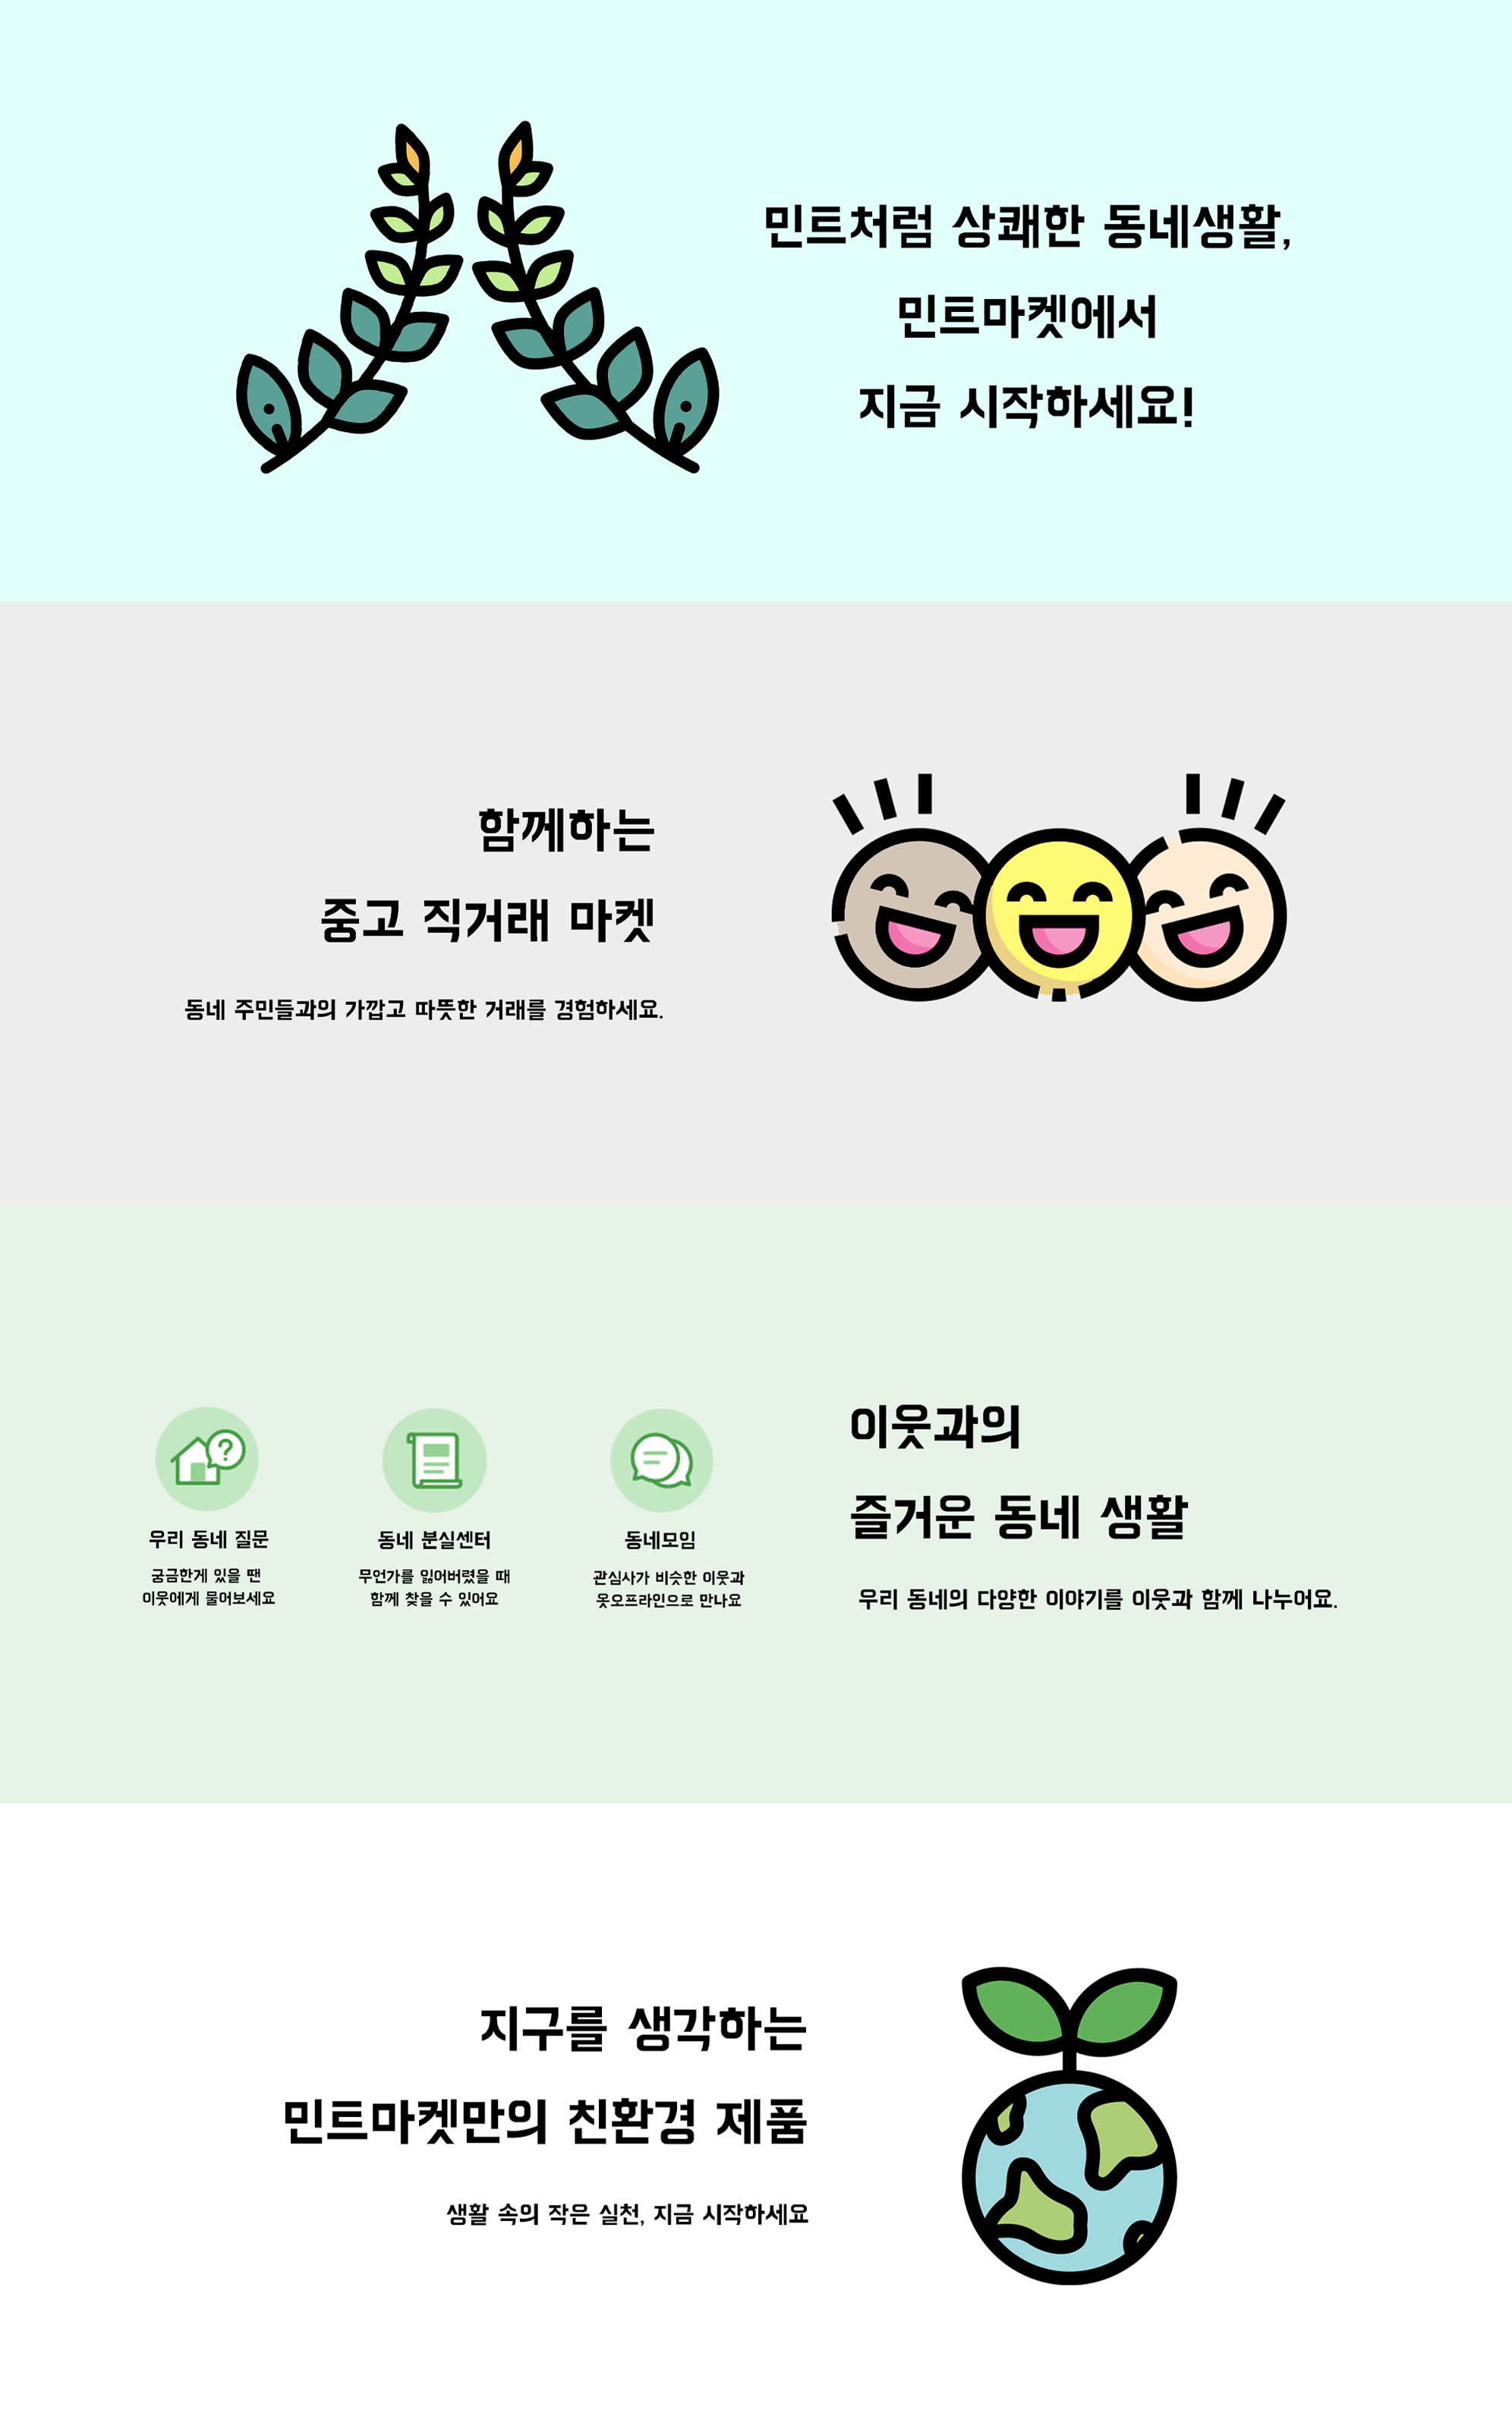 민트처럼 상쾌한 동네생활,
민트마켓에서
지금 시작하세요!
함께하는
중고 직거래 마켓
동네 주민들과의 가깝고 따뜻한 거래를 경험하세요.
우리 동네 질문
궁금한게 있을 땐
이웃에게 물어보세요
동네 분실센터
무언가를 잃어버렸을 때
함께 찾을 수 있어요
동네모임
관심사가 비슷한 이웃과
옷오프라인으로 만나요
이웃과의
즐거운 동네 생활
우리 동네의 다양한 이야기를 이웃과 함께 나누어요.
지구를 생각하는
민트마켓만의 친환경 제품
생활 속의 작은 실천, 지금 시작하세요